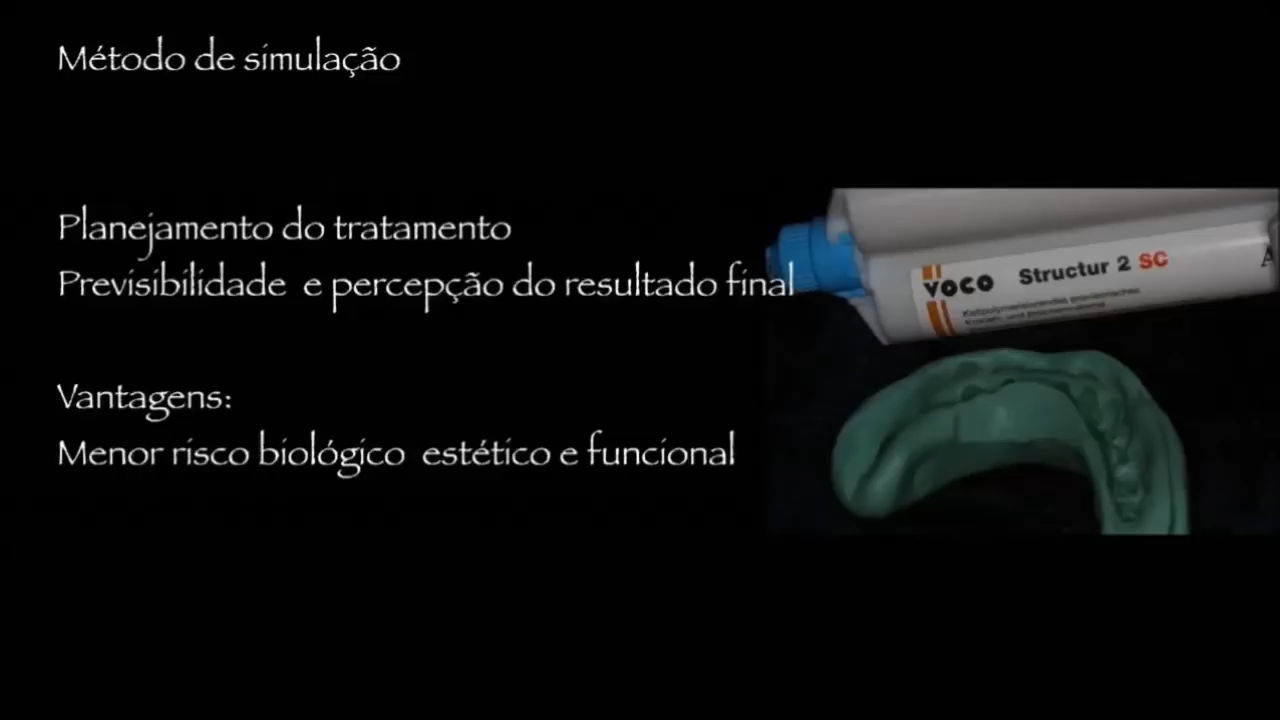 Método de simulação
Planejamento do tratamento
Previsibilidade e percepção do resultado final
Vantagens:
Menor risco biológico estético e funcional
voco Structur 2 SC
A